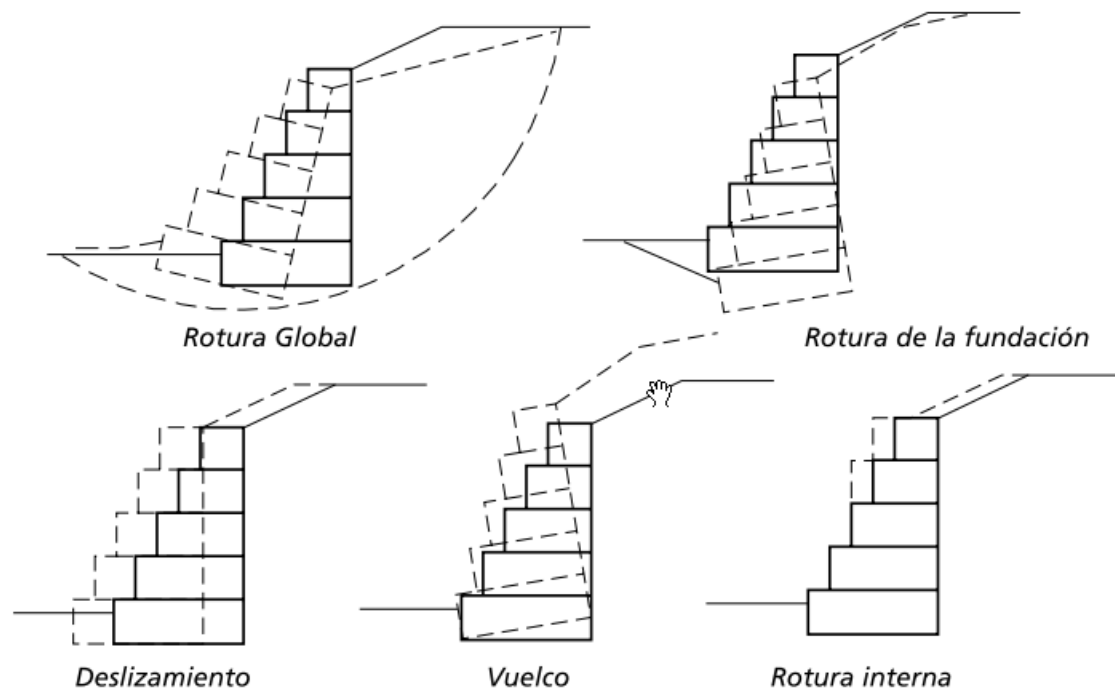 Rotura Global
Rotura de la fundación
Deslizamiento
Vuelco
Rotura interna